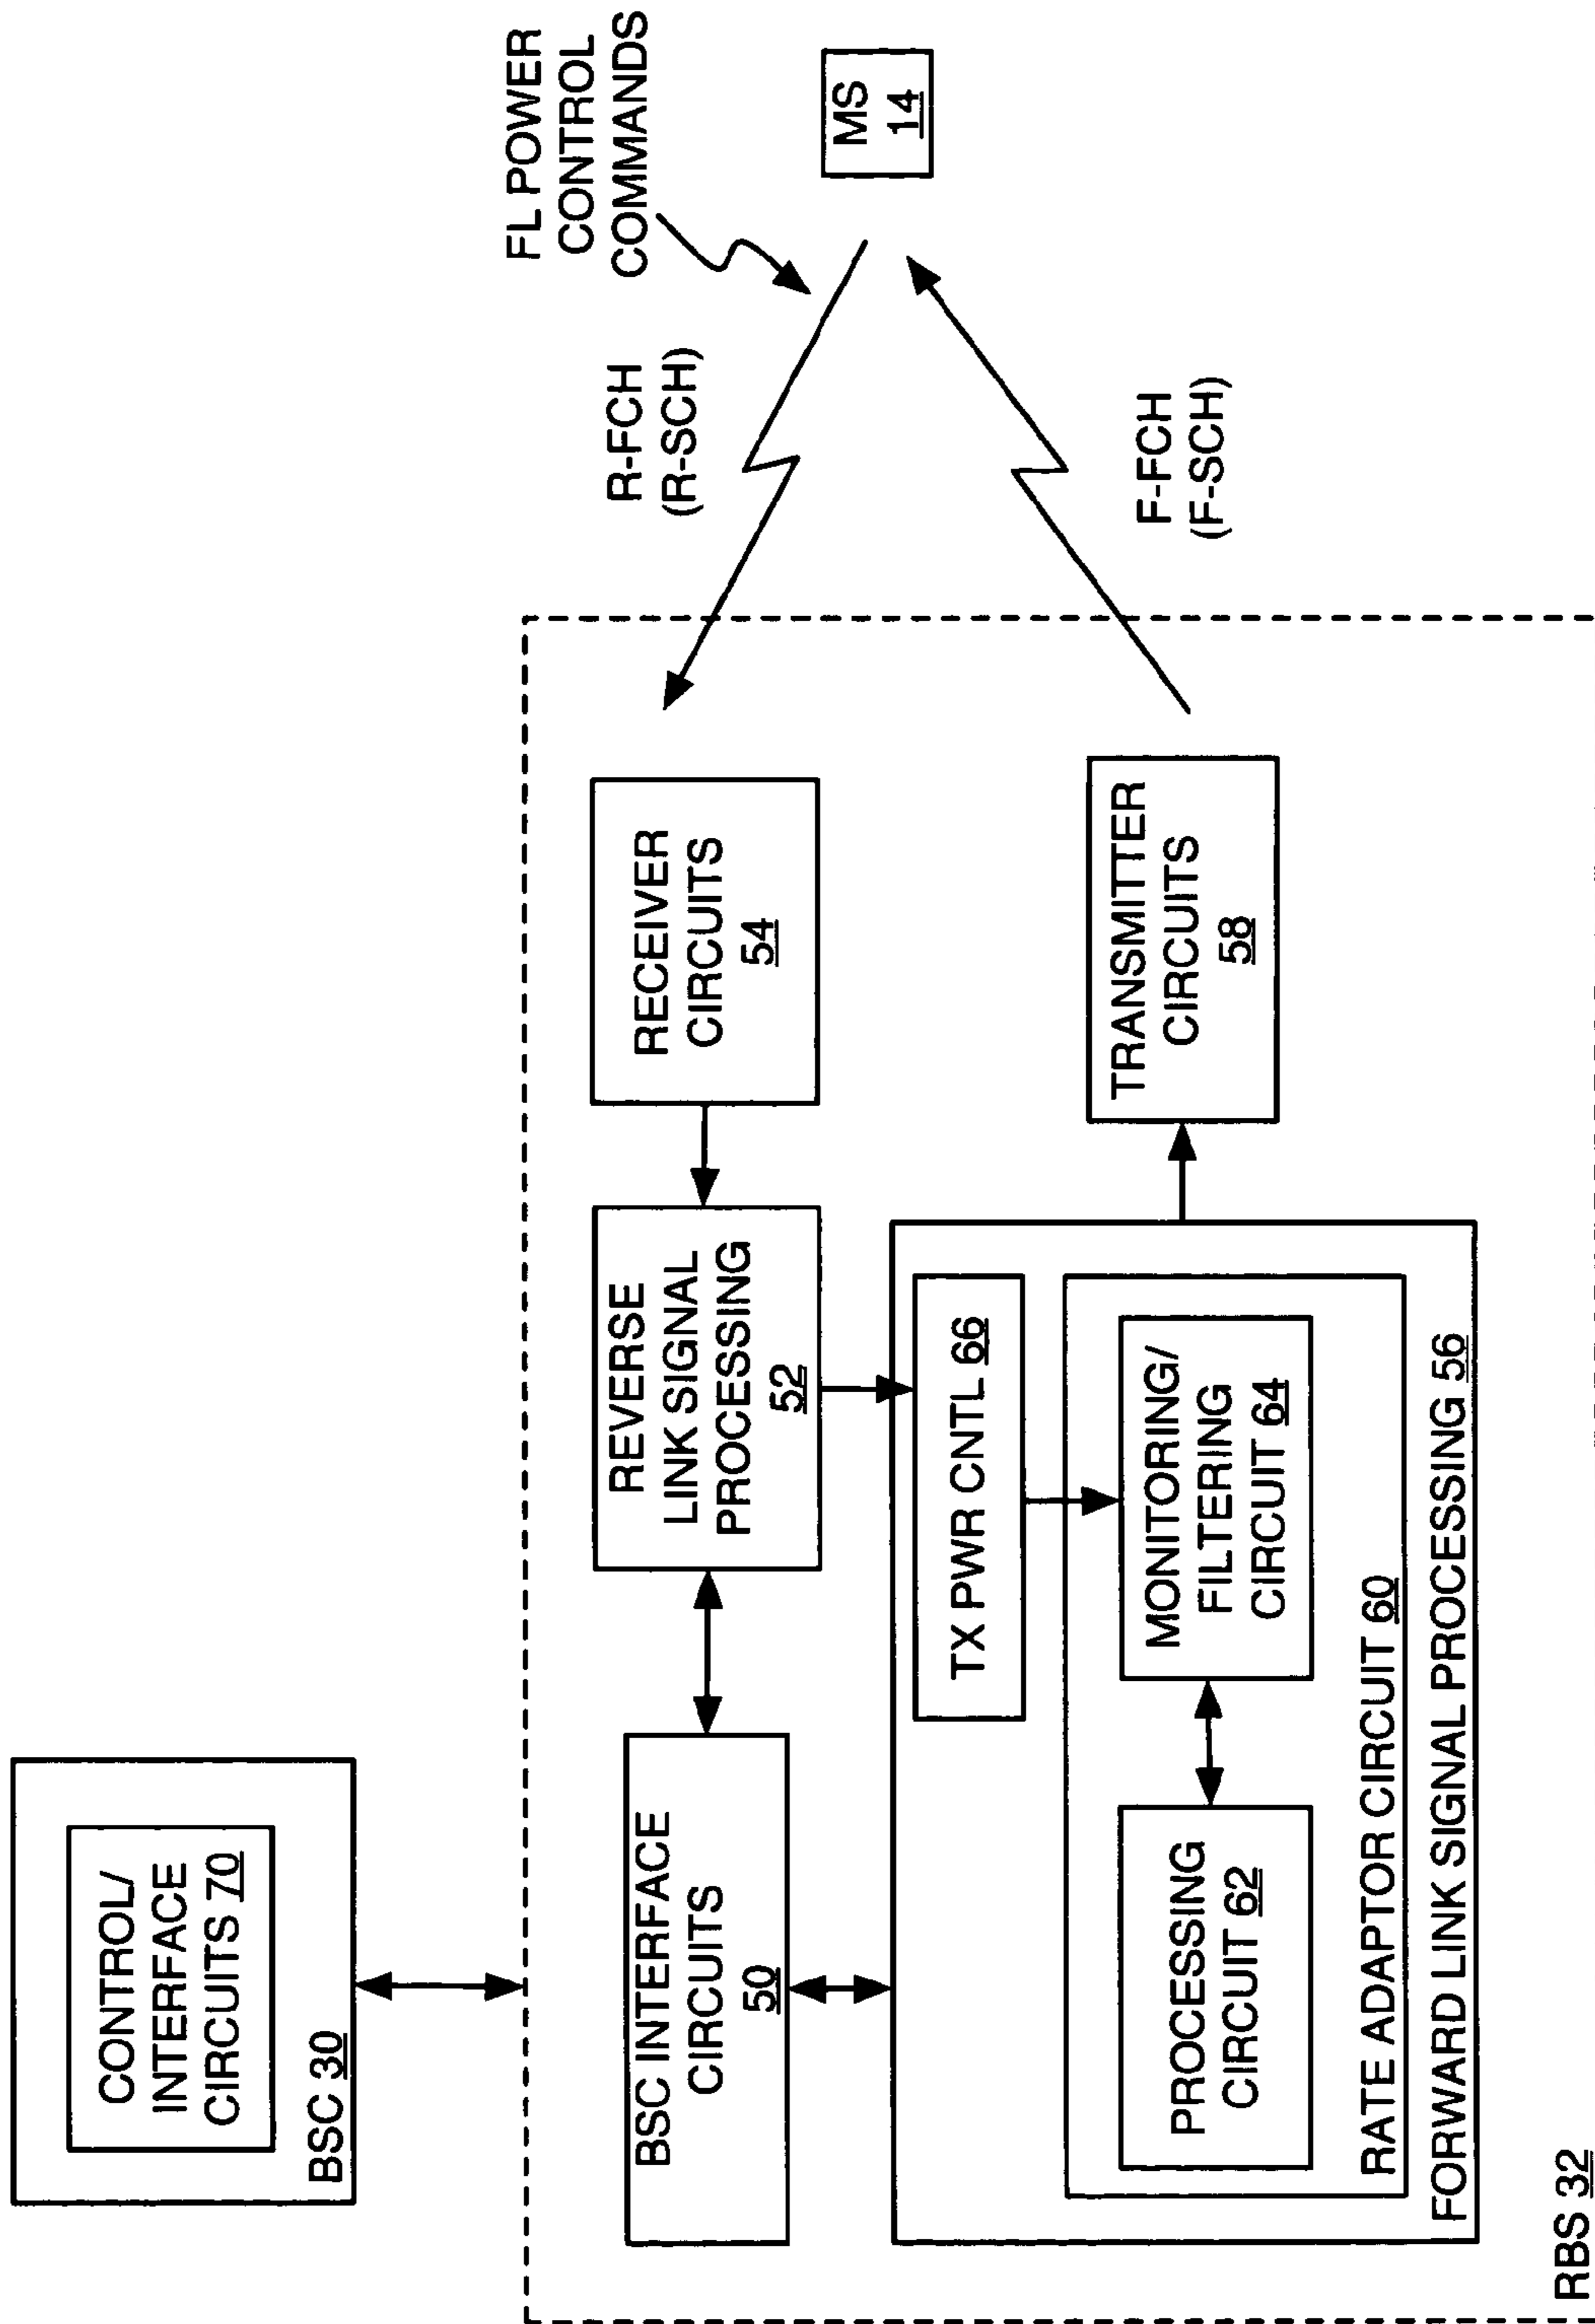 CONTROL/
INTERFACE
CIRCUITS 70
BSC 30
BSC INTERFACE
CIRCUITS
50
REVERSE
LINK SIGNAL
PROCESSING
52
RECEIVER
CIRCUITS
54
R-FCH
(R-SCH)
FL POWER
CONTROL
COMMANDS
MS
14
F-FCH
(F-SCH)
TX PWR CNTL 66
PROCESSING
CIRCUIT 62
MONITORING/
FILTERING
CIRCUIT 64
RATE ADAPTOR CIRCUIT 60
FORWARD LINK SIGNAL PROCESSING 56
TRANSMITTER
CIRCUITS
58
RBS 32